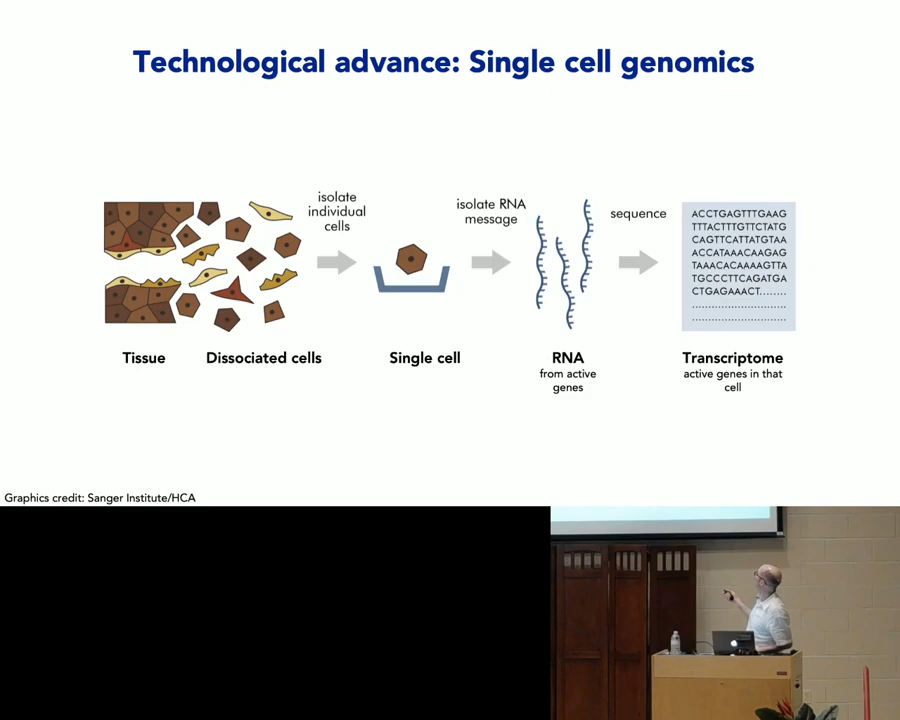 Technological advance: Single cell genomics
isolate
individual
cells
isolate RNA
message
sequence
ACCTGAGTTTGAAG
TTTACTTTGTTCTATG
CAGTTCATTATGTAA
ACCATAAACAAGAG
TAAACACAAAAGTTA
TGCCCTTCAGATGA
CTGAGAAACT........
..............................
..............................
Tissue
Dissociated cells
Single cell
RNA
from active
genes
Transcriptome
active genes in that
cell
Graphics credit: Sanger Institute/HCA